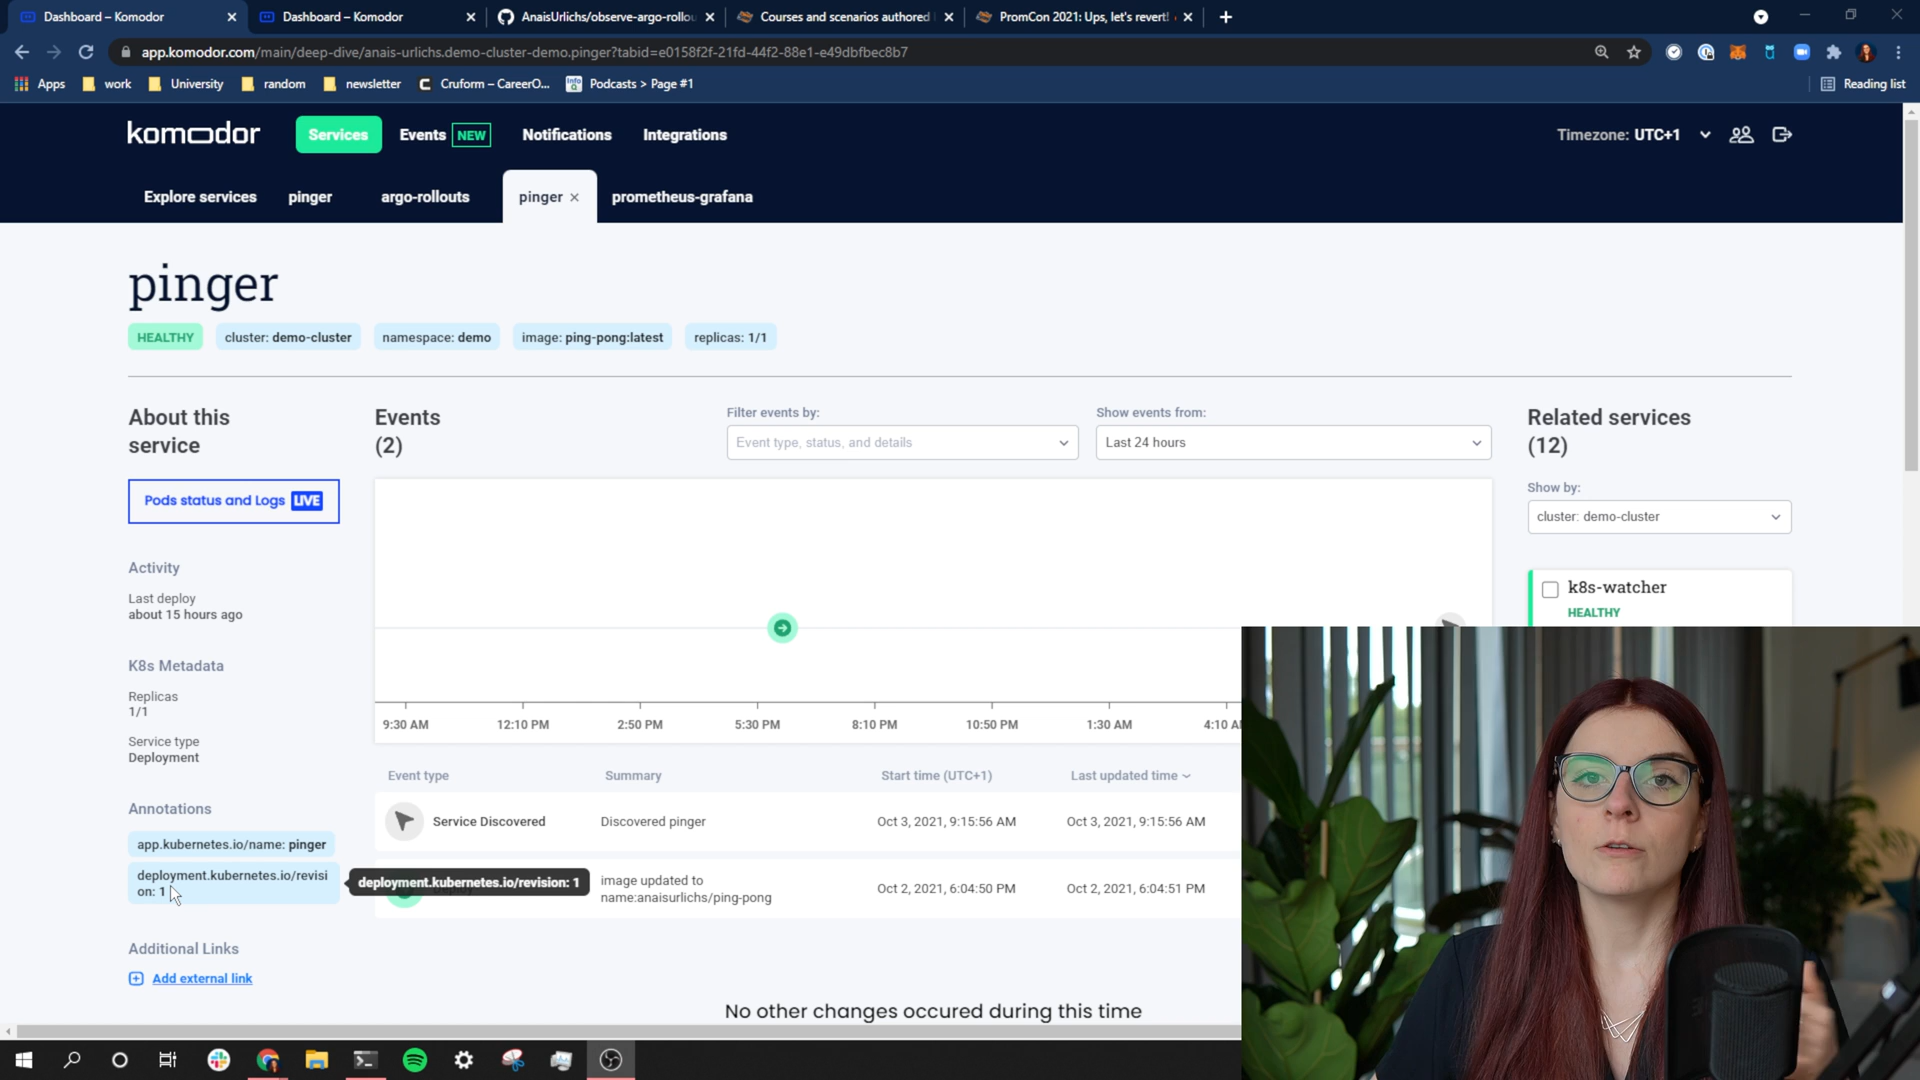 Dashboard – Komodor
Dashboard – Komodor
AnaisUrlichs/observe-argo-rollou
Courses and scenarios authored
PromCon 2021: Ups, let's revert!
app.komodor.com/main/deep-dive/anais-urlichs.demo-cluster-demo.pinger?tabid=e0158f2f-21fd-44f2-88e1-e49dbfbec8b7
Apps
work
University
random
newsletter
Cruform – CareerO...
Podcasts > Page #1
Reading list
komodor
Services
Events NEW
Notifications
Integrations
Timezone: UTC+1
Explore services
pinger
argo-rollouts
pinger
prometheus-grafana
pinger
HEALTHY
cluster: demo-cluster
namespace: demo
image: ping-pong:latest
replicas: 1/1
About this
service
Pods status and Logs LIVE
Activity
Last deploy
about 15 hours ago
K8s Metadata
Replicas
1/1
Service type
Deployment
Annotations
app.kubernetes.io/name: pinger
deployment.kubernetes.io/revisi
on: 1
deployment.kubernetes.io/revision: 1
Additional Links
Add external link
Events
(2)
Filter events by:
Event type, status, and details
Show events from:
Last 24 hours
9:30 AM
12:10 PM
2:50 PM
5:30 PM
8:10 PM
10:50 PM
1:30 AM
4:10 A
Event type
Summary
Start time (UTC+1)
Last updated time
Service Discovered
Discovered pinger
Oct 3, 2021, 9:15:56 AM
Oct 3, 2021, 9:15:56 AM
image updated to
name:anaisurlichs/ping-pong
Oct 2, 2021, 6:04:50 PM
Oct 2, 2021, 6:04:51 PM
No other changes occured during this time
Related services
(12)
Show by:
cluster: demo-cluster
k8s-watcher
HEALTHY